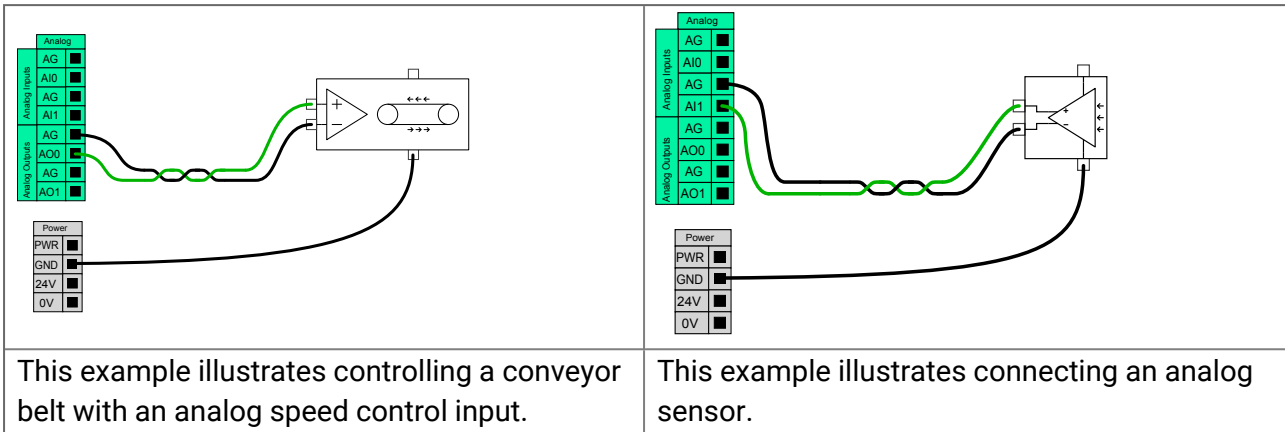 Analog
Analog Inputs
AG
AI0
AG
AI1
Analog Outputs
AG
AO0
AG
AO1
+
−
Power
PWR
GND
24V
0V
This example illustrates controlling a conveyor
belt with an analog speed control input.
Analog
Analog Inputs
AG
AI0
AG
AI1
Analog Outputs
AG
AO0
AG
AO1
+
−
Power
PWR
GND
24V
0V
This example illustrates connecting an analog
sensor.